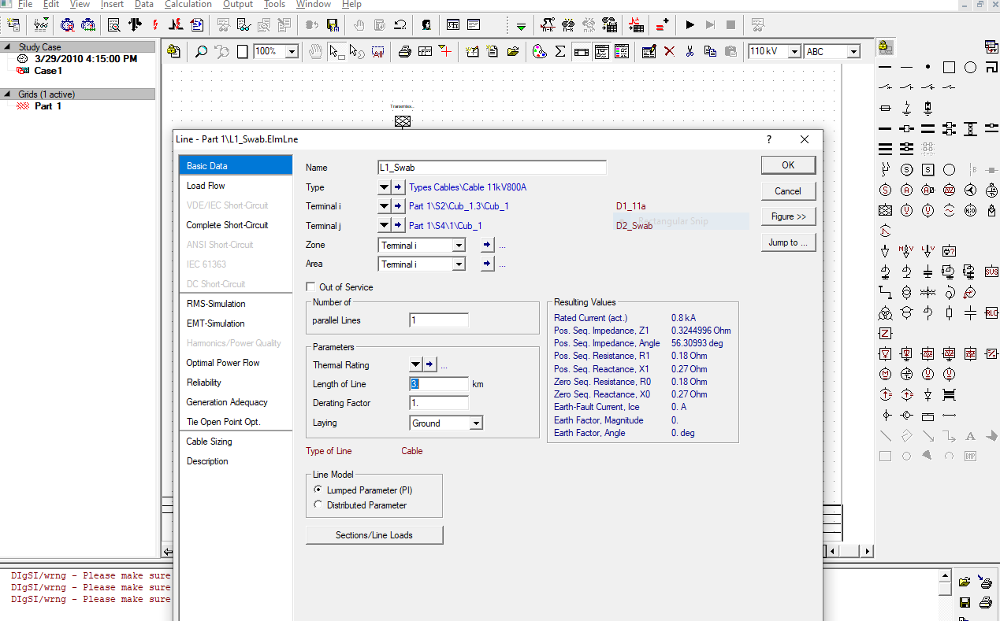 File Edit View Insert Data Calculation Output Tools Window Help
100%
110 kV
ABC
Study Case
3/29/2010 4:15:00 PM
Case1
Grids (1 active)
Part 1
Line - Part 1\L1_Swab.ElmLne
? 
Basic Data
Load Flow
VDE/IEC Short-Circuit
Complete Short-Circuit
ANSI Short-Circuit
IEC 61363
DC Short-Circuit
RMS-Simulation
EMT-Simulation
Harmonics/Power Quality
Optimal Power Flow
Reliability
Generation Adequacy
Tie Open Point Opt.
Cable Sizing
Description
Name L1_Swab
Type Types Cables\Cable 11kV800A
Terminal i Part 1\S2\Cub_1.3\Cub_1 D1_11a
Rectangular Snip
Terminal j Part 1\S4\1\Cub_1 D2_Swab
Zone Terminal i ...
Area Terminal i ...
Out of Service
Number of
parallel Lines 1
Parameters
Thermal Rating ...
Length of Line 3. km
Derating Factor 1.
Laying Ground
Type of Line Cable
Line Model
Lumped Parameter (PI)
Distributed Parameter
Sections/Line Loads
Resulting Values
Rated Current (act.) 0.8 kA
Pos. Seq. Impedance, Z1 0.3244996 Ohm
Pos. Seq. Impedance, Angle 56.30993 deg
Pos. Seq. Resistance, R1 0.18 Ohm
Pos. Seq. Reactance, X1 0.27 Ohm
Zero Seq. Resistance, R0 0.18 Ohm
Zero Seq. Reactance, X0 0.27 Ohm
Earth-Fault Current, Ice 0. A
Earth Factor, Magnitude 0.
Earth Factor, Angle 0. deg
OK
Cancel
Figure >>
Jump to ...
DIgSI/wrng - Please make sure
DIgSI/wrng - Please make sure
DIgSI/wrng - Please make sure